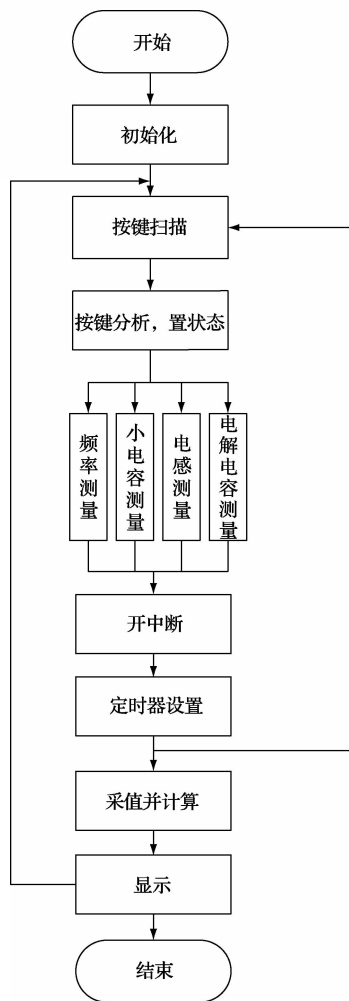 开始
初始化
按键扫描
按键分析，置状态
频率测量
小电容测量
电感测量
电解电容测量
开中断
定时器设置
采值并计算
显示
结束